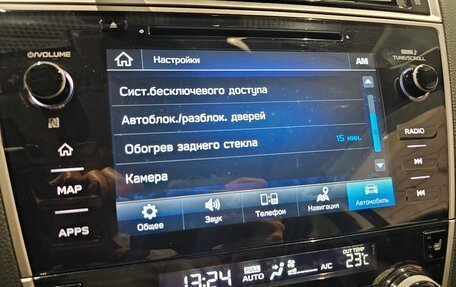 ⏻/VOLUME
TUNE/SCROLL
Настройки
AM
Сист.бесключевого доступа
Автоблок./разблок. дверей
Обогрев заднего стекла 15 мин.
Камера
RADIO
MAP
APPS
Общее
Звук
Телефон
Навигация
Автомобиль
13:24
FULL AUTO
A/C
OUT TEMP
23°C